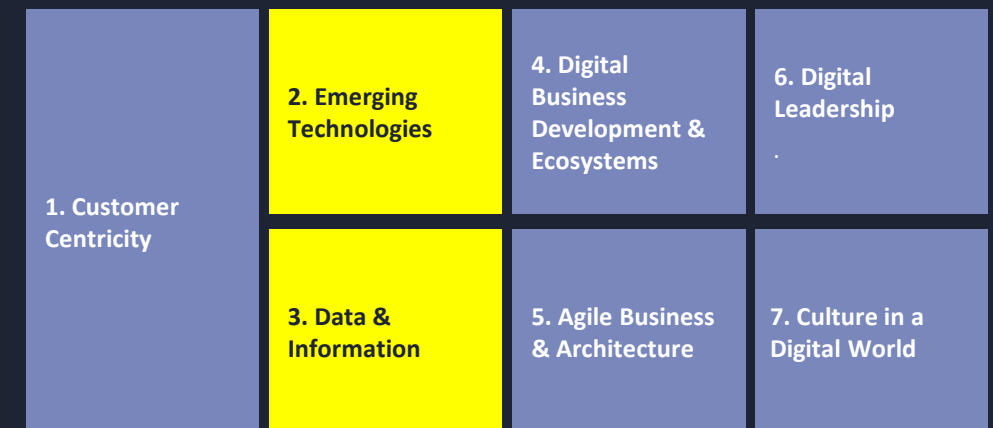 1. Customer
Centricity
2. Emerging
Technologies
3. Data &
Information
4. Digital
Business
Development &
Ecosystems
5. Agile Business
& Architecture
6. Digital
Leadership
.
7. Culture in a
Digital World